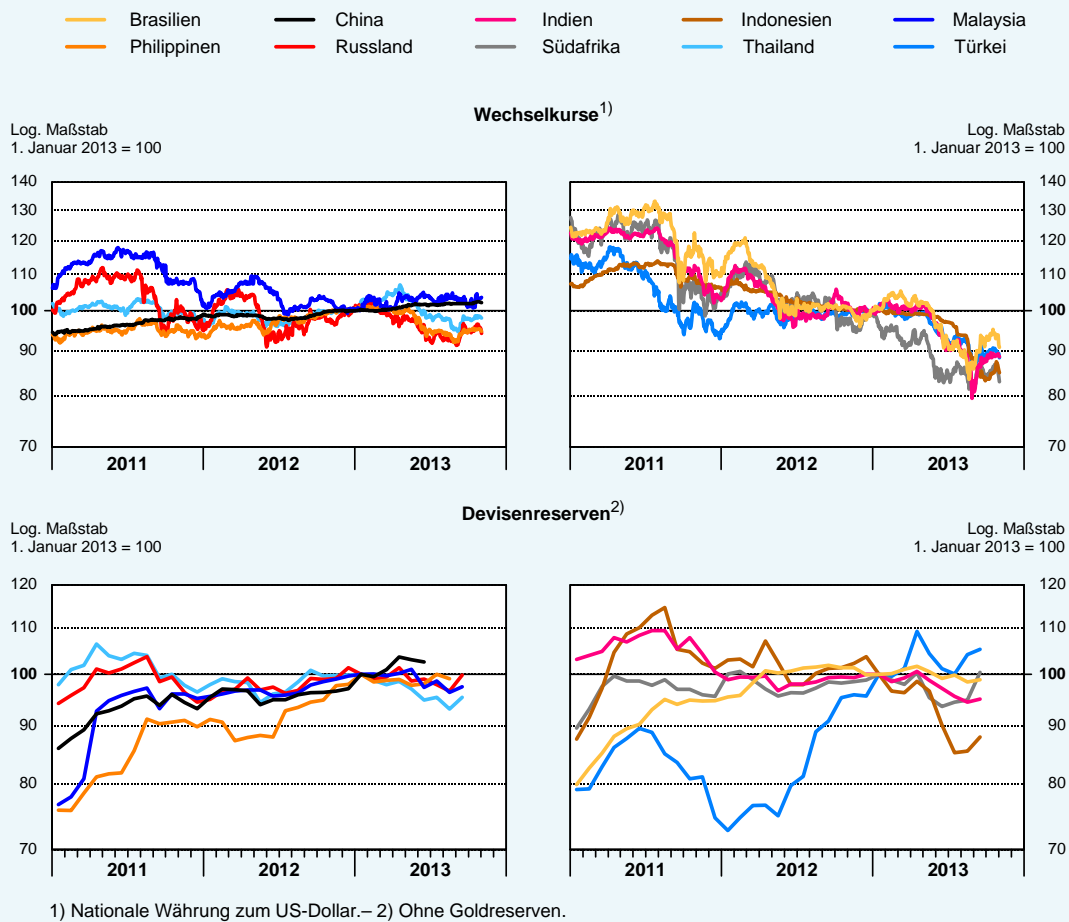 Brasilien China Indien Indonesien Malaysia
Philippinen Russland Südafrika Thailand Türkei
Wechselkurse1)
Log. Maßstab
1. Januar 2013 = 100
Log. Maßstab
1. Januar 2013 = 100
140
130
120
110
100
90
80
70
2011 2012 2013
140
130
120
110
100
90
80
70
2011 2012 2013
Devisenreserven2)
Log. Maßstab
1. Januar 2013 = 100
Log. Maßstab
1. Januar 2013 = 100
120
110
100
90
80
70
2011 2012 2013
120
110
100
90
80
70
2011 2012 2013
1) Nationale Währung zum US-Dollar.– 2) Ohne Goldreserven.